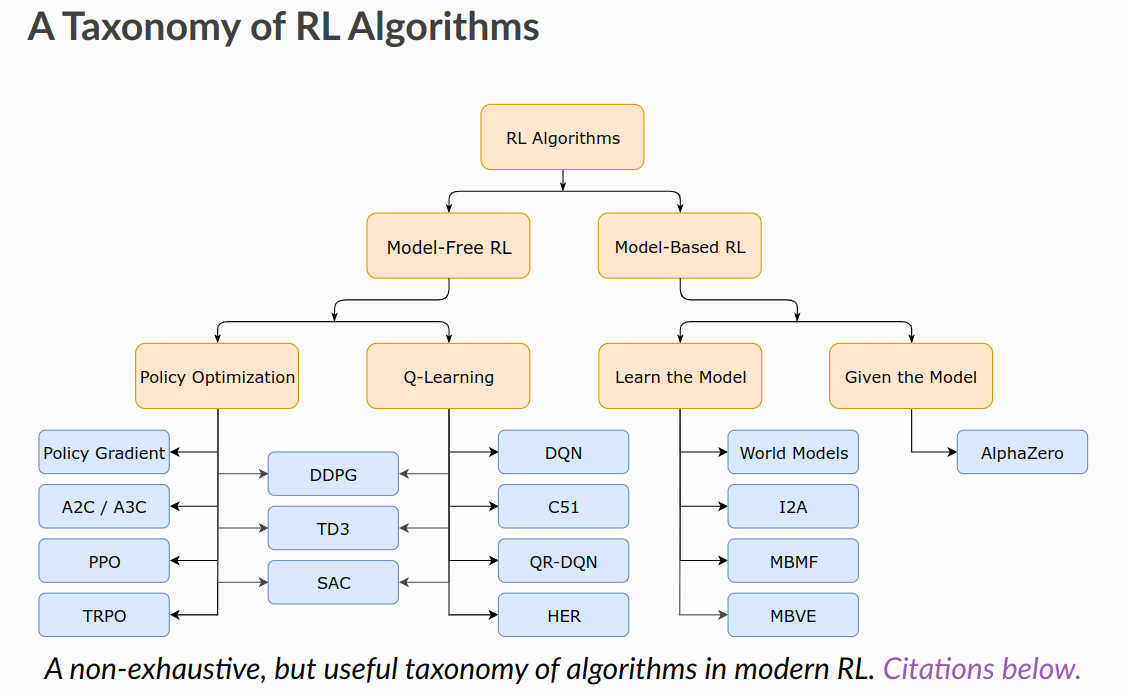 A Taxonomy of RL Algorithms
RL Algorithms
Model-Free RL
Model-Based RL
Policy Optimization
Q-Learning
Learn the Model
Given the Model
Policy Gradient
A2C / A3C
PPO
TRPO
DDPG
TD3
SAC
DQN
C51
QR-DQN
HER
World Models
I2A
MBMF
MBVE
AlphaZero
A non-exhaustive, but useful taxonomy of algorithms in modern RL. Citations below.